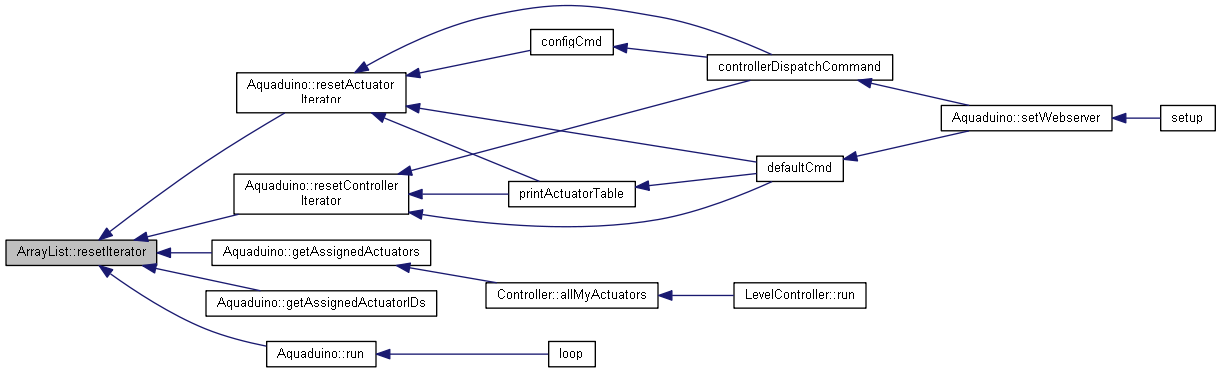 configCmd
controllerDispatchCommand
Aquaduino::resetActuator
Iterator
Aquaduino::setWebserver
setup
defaultCmd
Aquaduino::resetController
Iterator
printActuatorTable
ArrayList::resetIterator
Aquaduino::getAssignedActuators
Controller::allMyActuators
LevelController::run
Aquaduino::getAssignedActuatorIDs
Aquaduino::run
loop